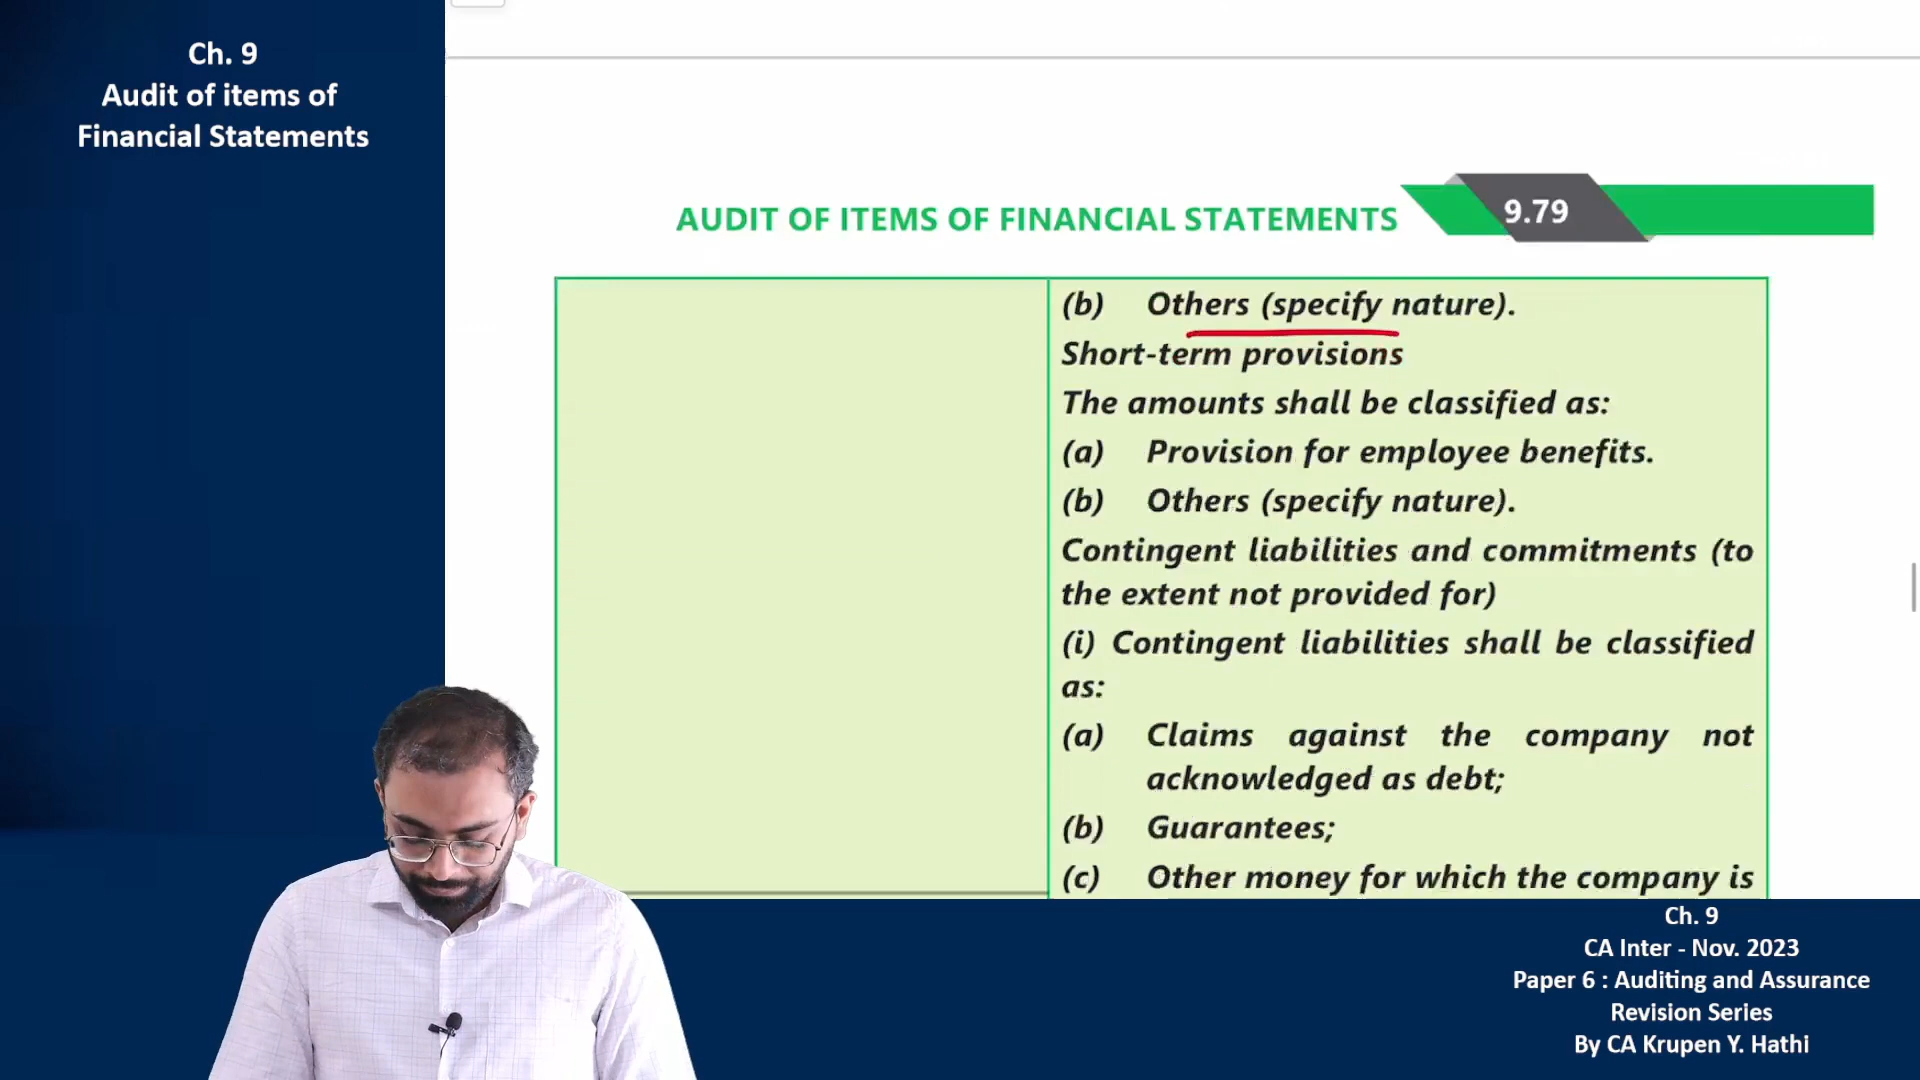 Ch. 9
Audit of items of
Financial Statements
AUDIT OF ITEMS OF FINANCIAL STATEMENTS
9.79
(b) Others (specify nature).
Short-term provisions
The amounts shall be classified as:
(a) Provision for employee benefits.
(b) Others (specify nature).
Contingent liabilities and commitments (to
the extent not provided for)
(i) Contingent liabilities shall be classified
as:
(a) Claims against the company not
acknowledged as debt;
(b) Guarantees;
(c) Other money for which the company is
Ch. 9
CA Inter - Nov. 2023
Paper 6 : Auditing and Assurance
Revision Series
By CA Krupen Y. Hathi